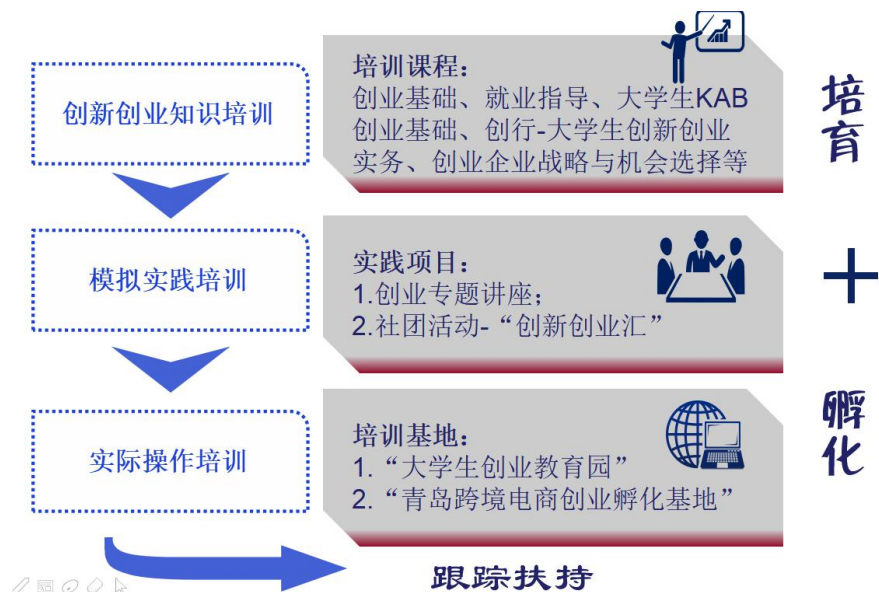 创新创业知识培训
培训课程：
创业基础、就业指导、大学生KAB
创业基础、创行-大学生创新创业
实务、创业企业战略与机会选择等
模拟实践培训
实践项目：
1.创业专题讲座；
2.社团活动-“创新创业汇”
实际操作培训
培训基地：
1.“大学生创业教育园”
2.“青岛跨境电商创业孵化基地”
跟踪扶持
培育
＋
孵化